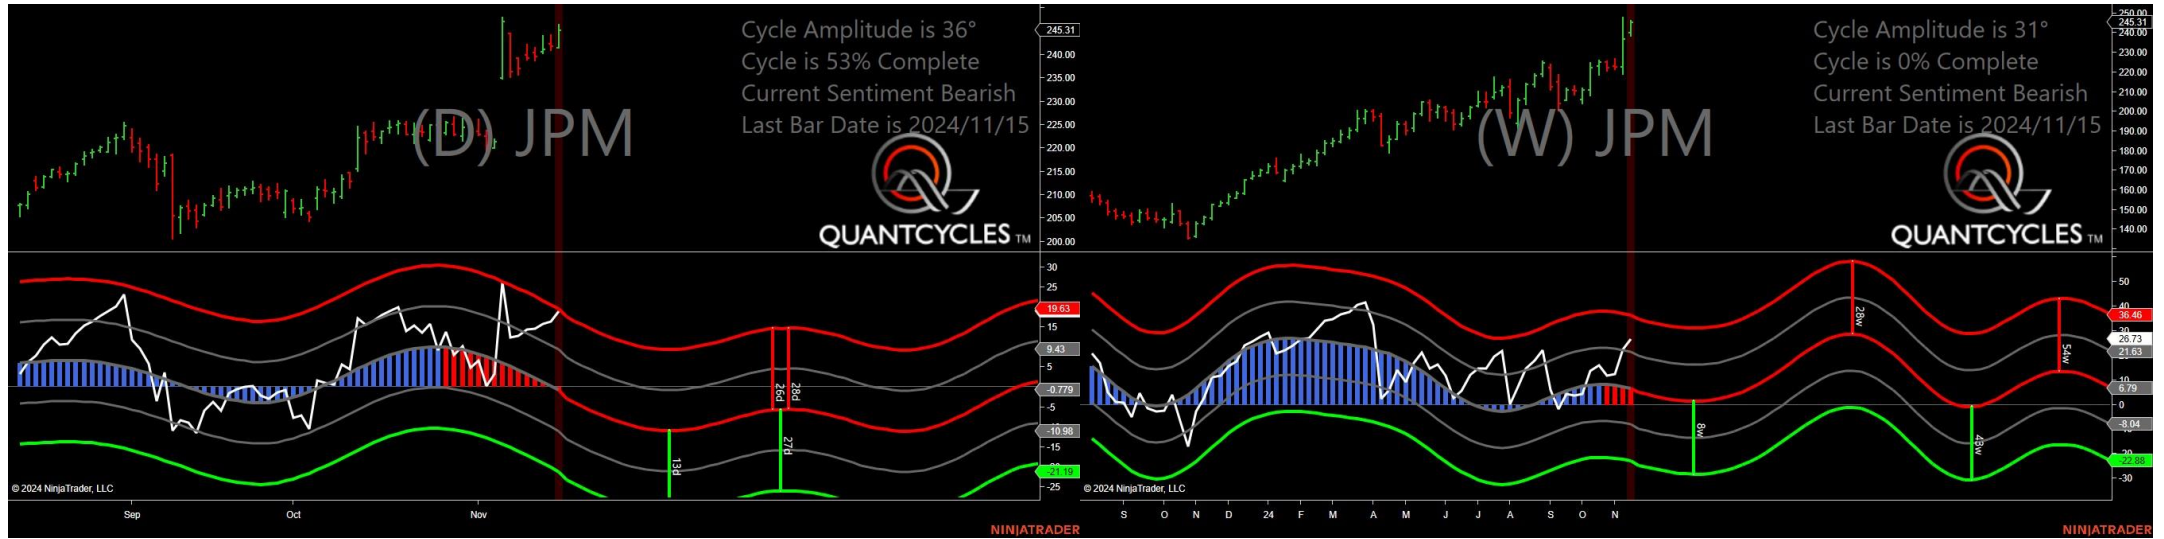 Cycle Amplitude is 36°
Cycle is 53% Complete
Current Sentiment Bearish
Last Bar Date is 2024/11/15
(D) JPM
QUANTCYCLES TM
245.31
240.00
235.00
230.00
225.00
220.00
215.00
210.00
205.00
200.00
30
25
19.63
15
9.43
5
-0.779
-5
-10.98
-15
-21.19
-25
13d
26d
28d
27d
© 2024 NinjaTrader, LLC
Sep
Oct
Nov
NINJATRADER
Cycle Amplitude is 31°
Cycle is 0% Complete
Current Sentiment Bearish
Last Bar Date is 2024/11/15
(W) JPM
QUANTCYCLES TM
250.00
245.31
240.00
230.00
220.00
210.00
200.00
190.00
180.00
170.00
160.00
150.00
140.00
50
40
36.46
30
26.73
21.63
10
6.79
0
-8.04
-22.88
-30
8w
28w
43w
54w
© 2024 NinjaTrader, LLC
S
O
N
D
24
F
M
A
M
J
J
A
S
O
N
NINJATRADER